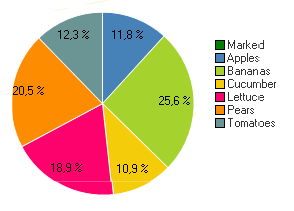 12,3 %
11,8 %
20,5 %
25,6 %
18,9 %
10,9 %
Marked
Apples
Bananas
Cucumber
Lettuce
Pears
Tomatoes